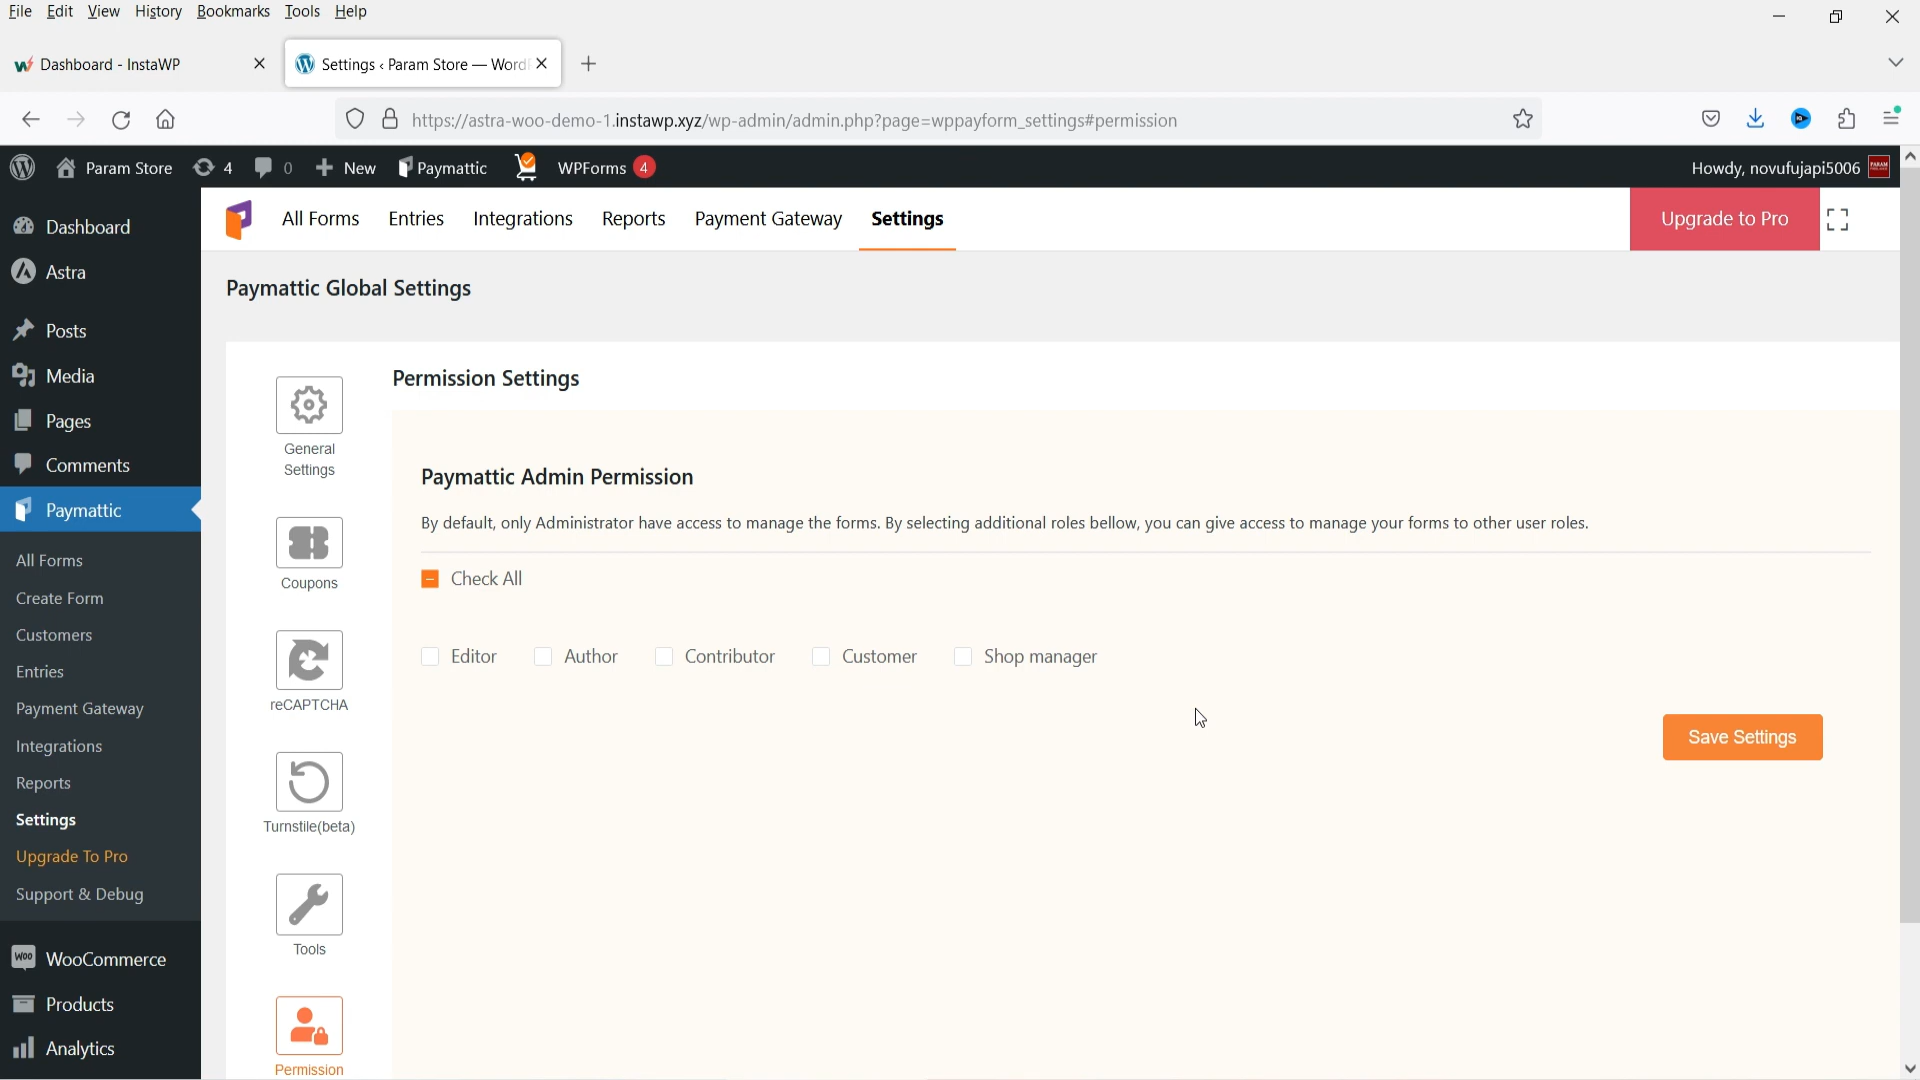 File Edit View History Bookmarks Tools Help
Dashboard - InstaWP
Settings ‹ Param Store — Word
https://astra-woo-demo-1.instawp.xyz/wp-admin/admin.php?page=wppayform_settings#permission
Param Store 4 0 New Paymattic WPForms 4 Howdy, novufujapi5006
All Forms Entries Integrations Reports Payment Gateway Settings Upgrade to Pro
Dashboard
Astra
Posts
Media
Pages
Comments
Paymattic
All Forms
Create Form
Customers
Entries
Payment Gateway
Integrations
Reports
Settings
Upgrade To Pro
Support & Debug
WooCommerce
Products
Analytics
Paymattic Global Settings
General
Settings
Coupons
reCAPTCHA
Turnstile(beta)
Tools
Permission
Permission Settings
Paymattic Admin Permission
By default, only Administrator have access to manage the forms. By selecting additional roles bellow, you can give access to manage your forms to other user roles.
Check All
Editor Author Contributor Customer Shop manager
Save Settings